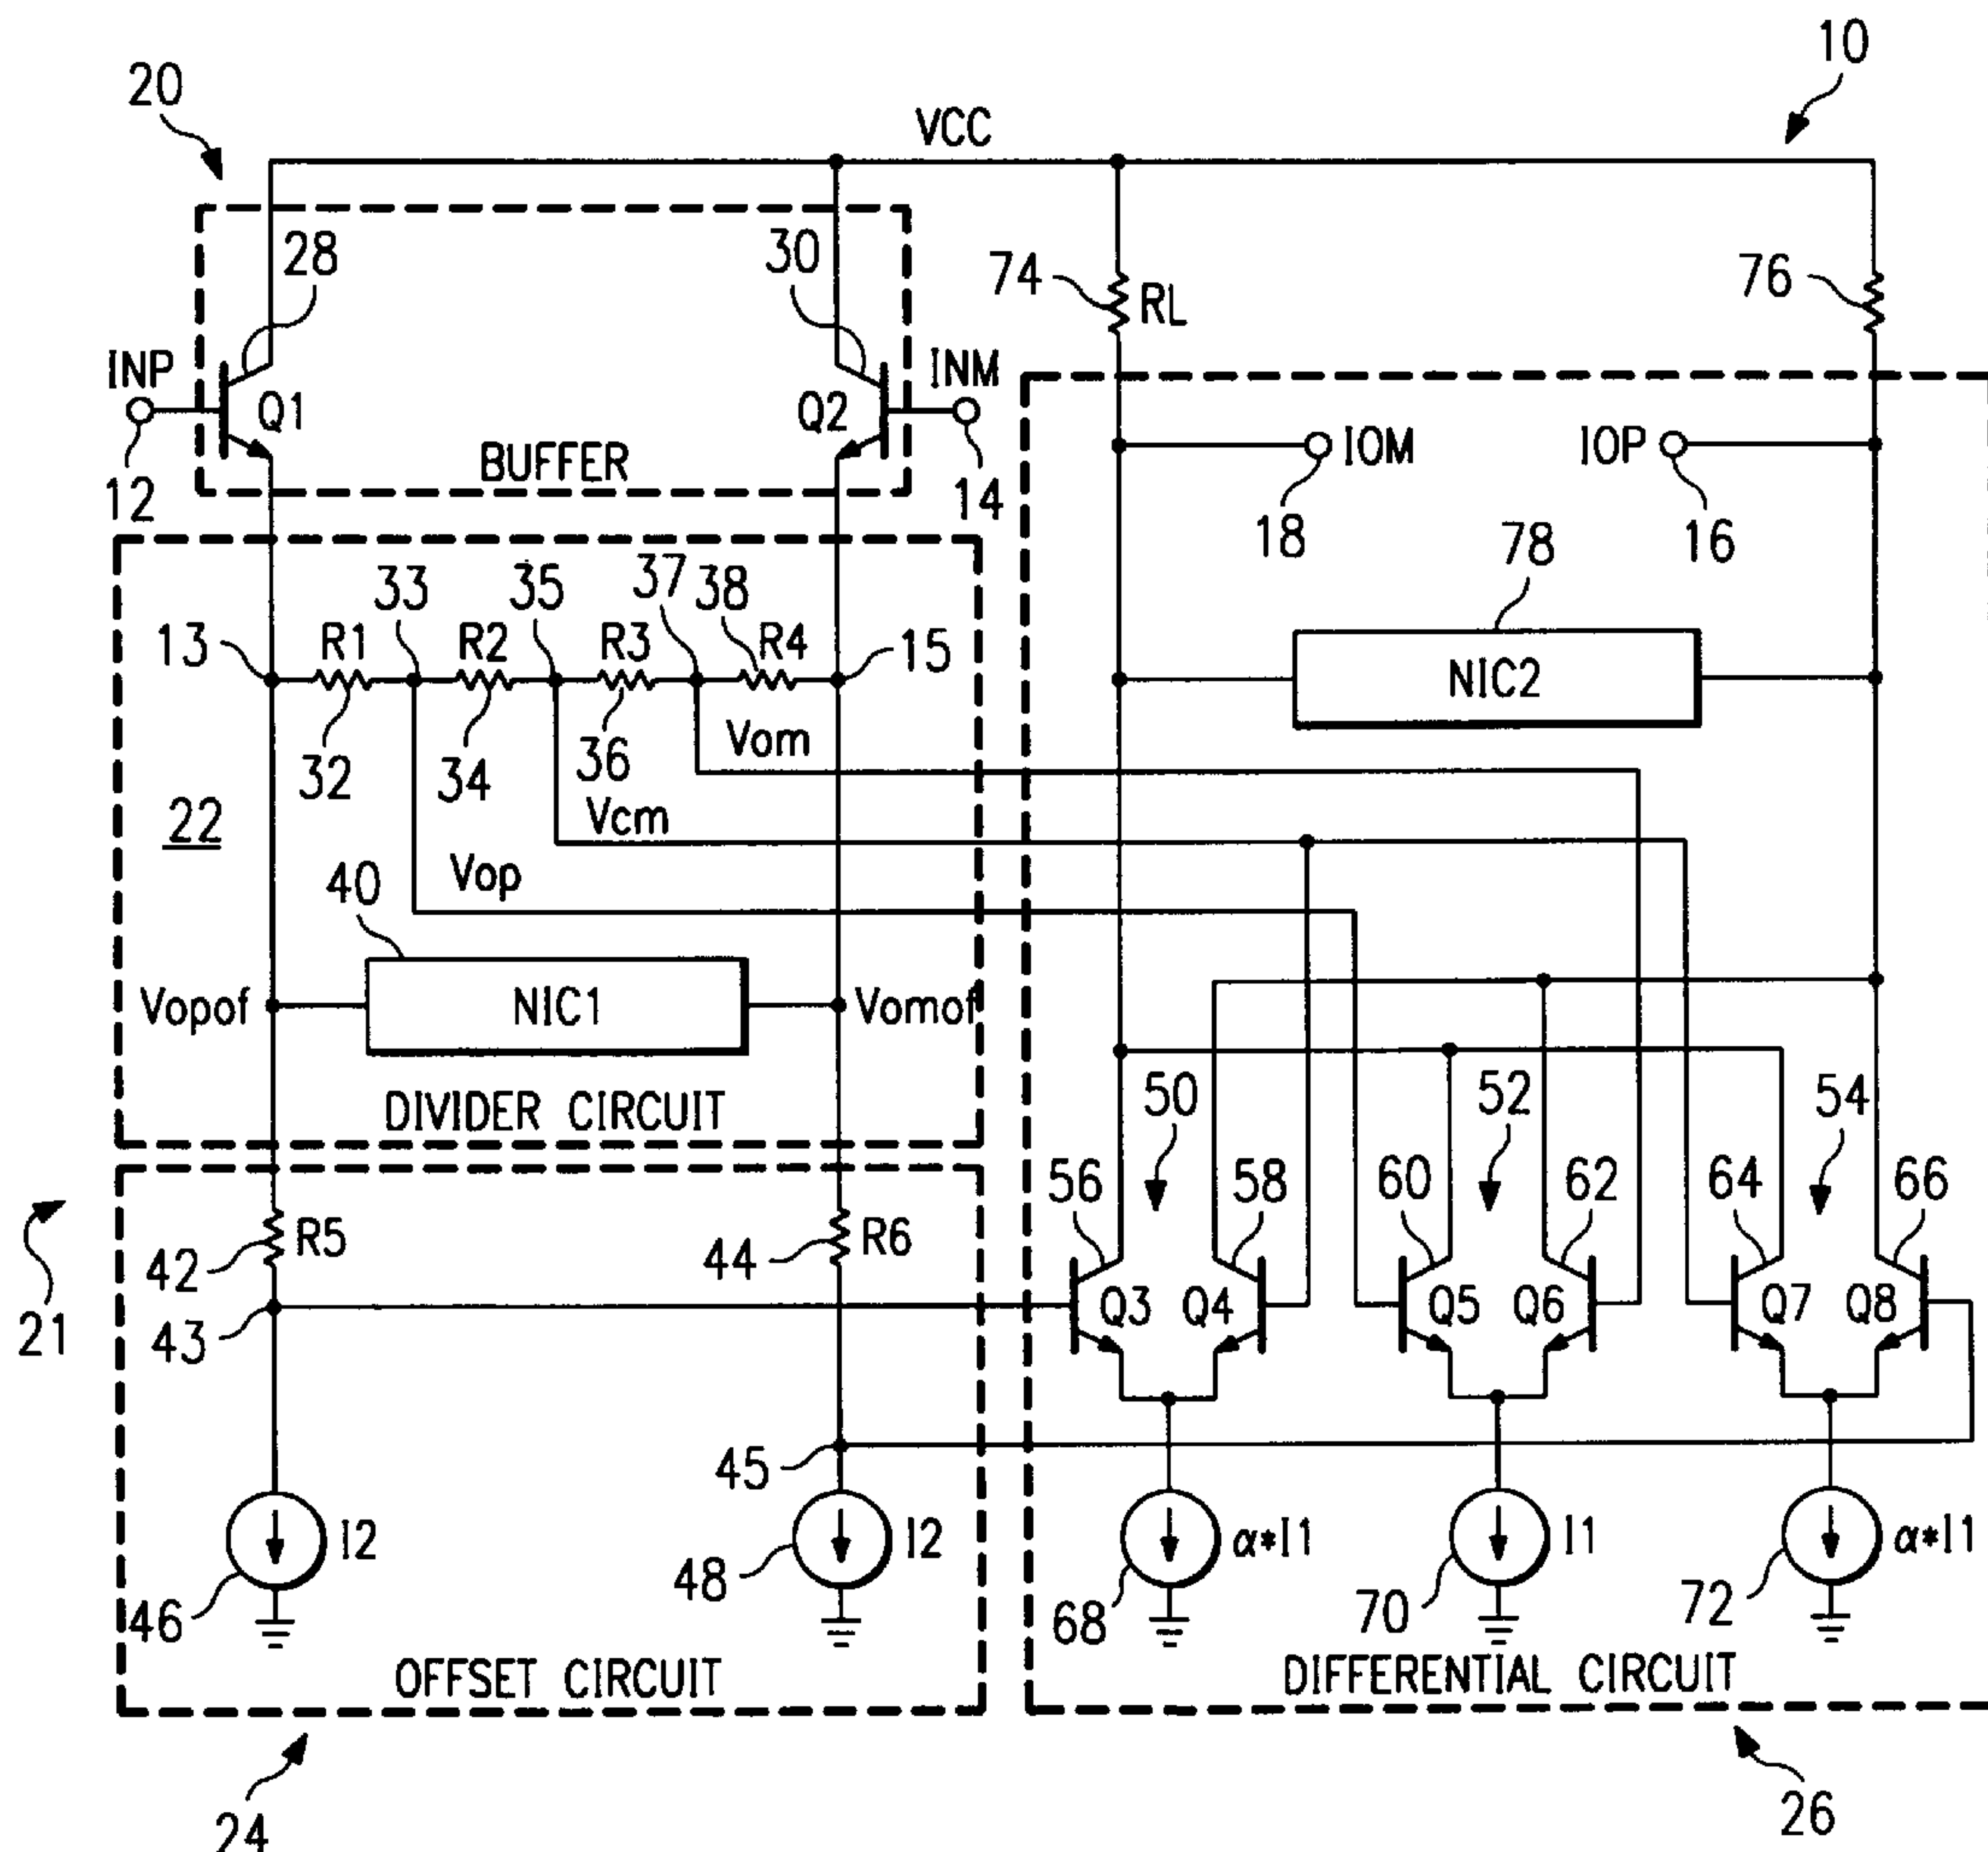 10
20
VCC
28
30
74
RL
76
INP
Q1
Q2
INM
BUFFER
IOM
IOP
12
14
18
16
78
33
35
37
38
13
R1
R2
R3
R4
15
NIC2
32
34
36
Vom
22
Vcm
40
Vop
Vopof
NIC1
Vomof
DIVIDER CIRCUIT
50
52
54
56
58
60
62
64
66
42
R5
44
R6
21
43
Q3
Q4
Q5
Q6
Q7
Q8
45
I2
I2
α*I1
I1
α*I1
46
48
68
70
72
OFFSET CIRCUIT
DIFFERENTIAL CIRCUIT
24
26